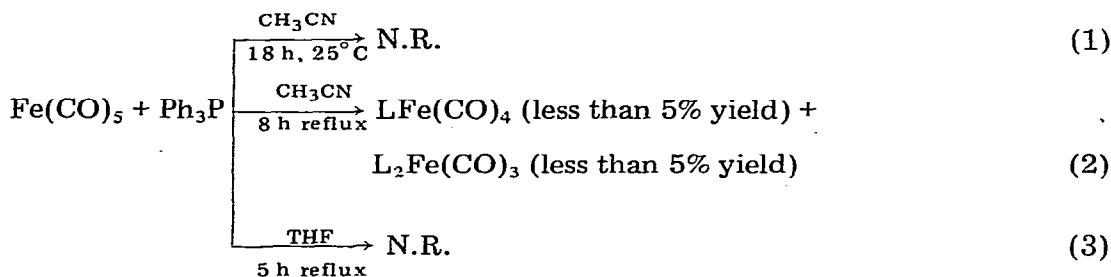 CH₃CN
18 h, 25°C N.R. (1)
Fe(CO)₅ + Ph₃P CH₃CN LFe(CO)₄ (less than 5% yield) +
8 h reflux
L₂Fe(CO)₃ (less than 5% yield) (2)
THF N.R. (3)
5 h reflux